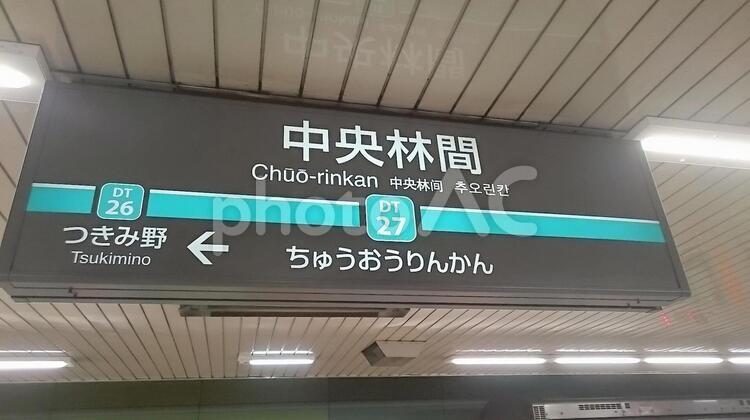 中央林間
Chūō-rinkan 中央林间 추오린칸
DT 26
DT 27
つきみ野 ←
Tsukimino
ちゅうおうりんかん
photoAC